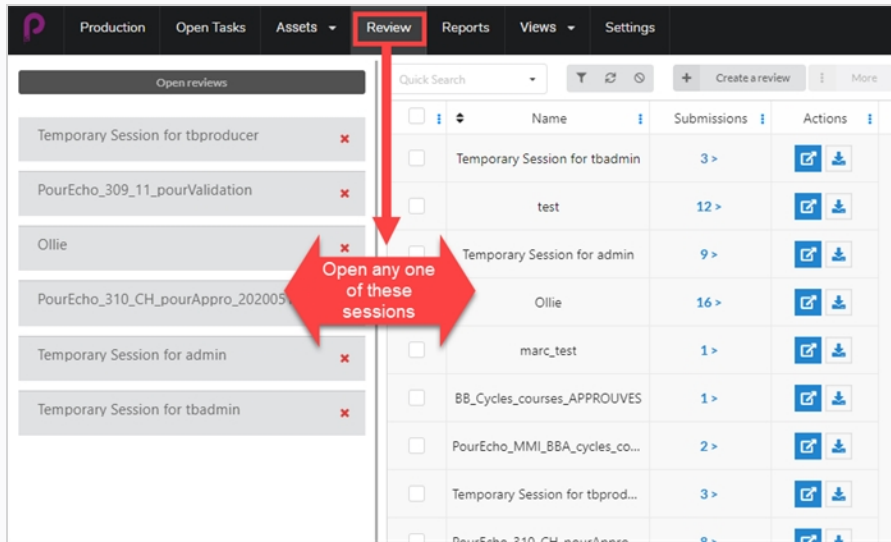 Production Open Tasks Assets Review Reports Views Settings
Open reviews
Temporary Session for tbproducer
PourEcho_309_11_pourValidation
Ollie
PourEcho_310_CH_pourAppro_202005
Temporary Session for admin
Temporary Session for tbadmin
Open any one
of these
sessions
Quick Search Create a review More
Name Submissions Actions
Temporary Session for tbadmin 3 >
test 12 >
Temporary Session for admin 9 >
Ollie 16 >
marc_test 1 >
BB_Cycles_courses_APPROUVES 1 >
PourEcho_MMI_BBA_cycles_co... 2 >
Temporary Session for tbprod... 3 >
PourEcho_310_CH_pourAppro... 8 >